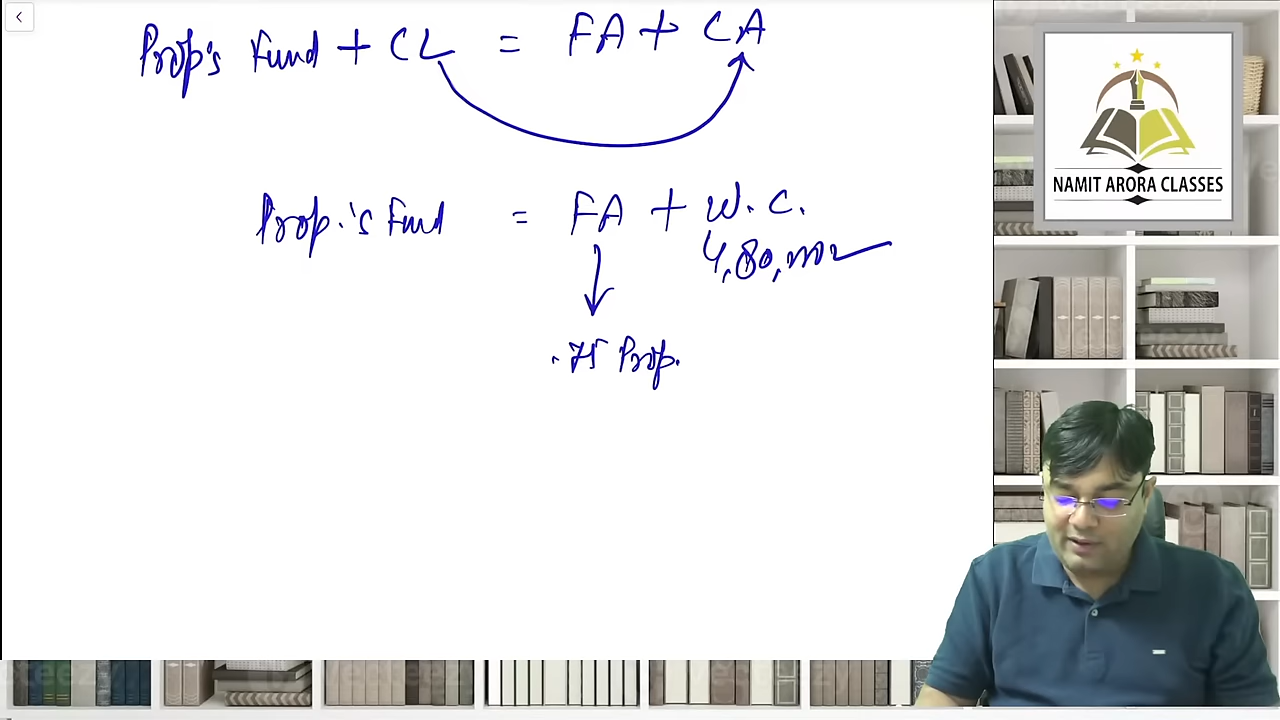 Prop's Fund + CL = FA + CA
Prop.'s Fund = FA + W.C.
4,80,000
.75 Prop.
NAMIT ARORA CLASSES